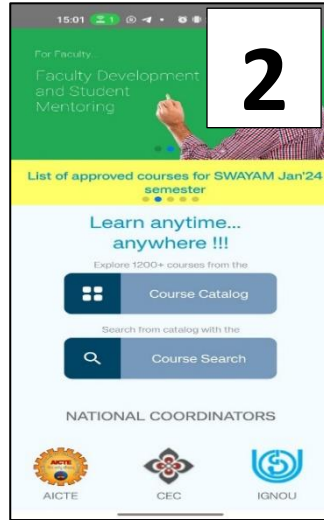 15:01
2
For Faculty...
Faculty Development
and Student
Mentoring
List of approved courses for SWAYAM Jan'24
semester
Learn anytime...
anywhere !!!
Explore 1200+ courses from the
Course Catalog
Search from catalog with the
Course Search
NATIONAL COORDINATORS
AICTE
AICTE CEC IGNOU